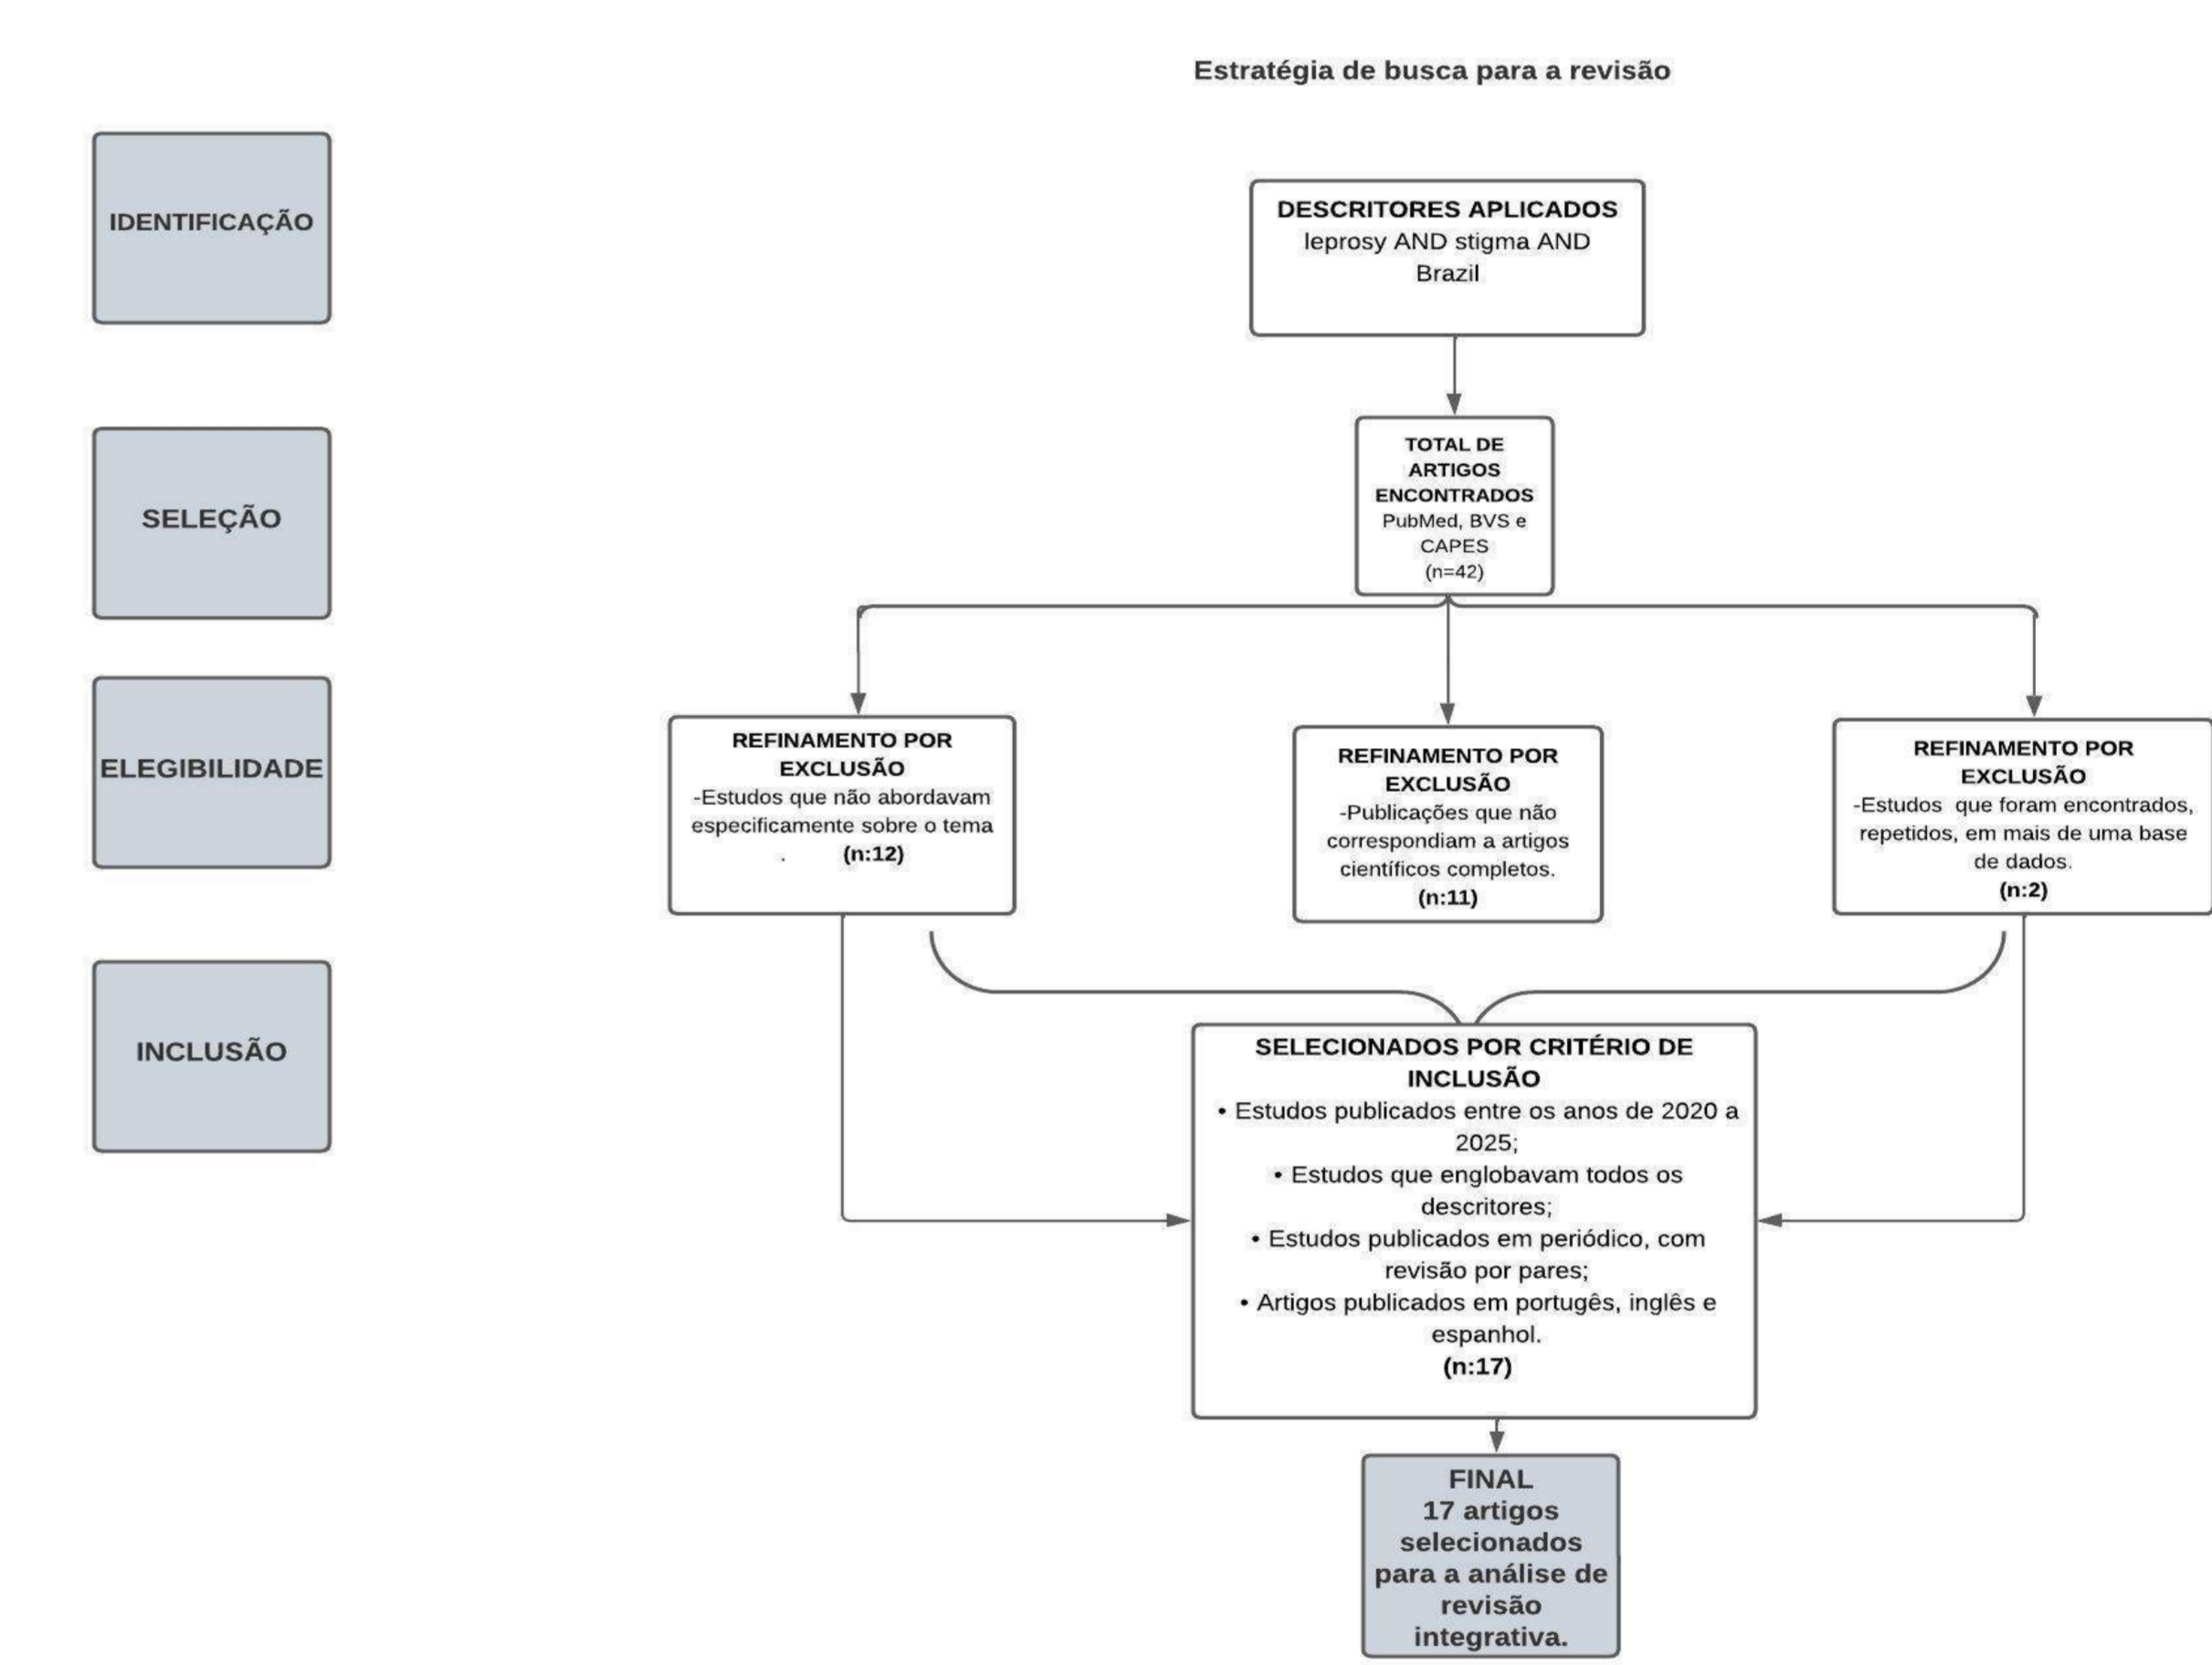 Estratégia de busca para a revisão
IDENTIFICAÇÃO
DESCRITORES APLICADOS
leprosy AND stigma AND
Brazil
SELEÇÃO
TOTAL DE
ARTIGOS
ENCONTRADOS
PubMed, BVS e
CAPES
(n=42)
ELEGIBILIDADE
REFINAMENTO POR
EXCLUSÃO
-Estudos que não abordavam
especificamente sobre o tema
. (n:12)
REFINAMENTO POR
EXCLUSÃO
-Publicações que não
correspondiam a artigos
científicos completos.
(n:11)
REFINAMENTO POR
EXCLUSÃO
-Estudos que foram encontrados,
repetidos, em mais de uma base
de dados.
(n:2)
INCLUSÃO
SELECIONADOS POR CRITÉRIO DE
INCLUSÃO
• Estudos publicados entre os anos de 2020 a
2025;
• Estudos que englobavam todos os
descritores;
• Estudos publicados em periódico, com
revisão por pares;
• Artigos publicados em portugês, inglês e
espanhol.
(n:17)
FINAL
17 artigos
selecionados
para a análise de
revisão
integrativa.